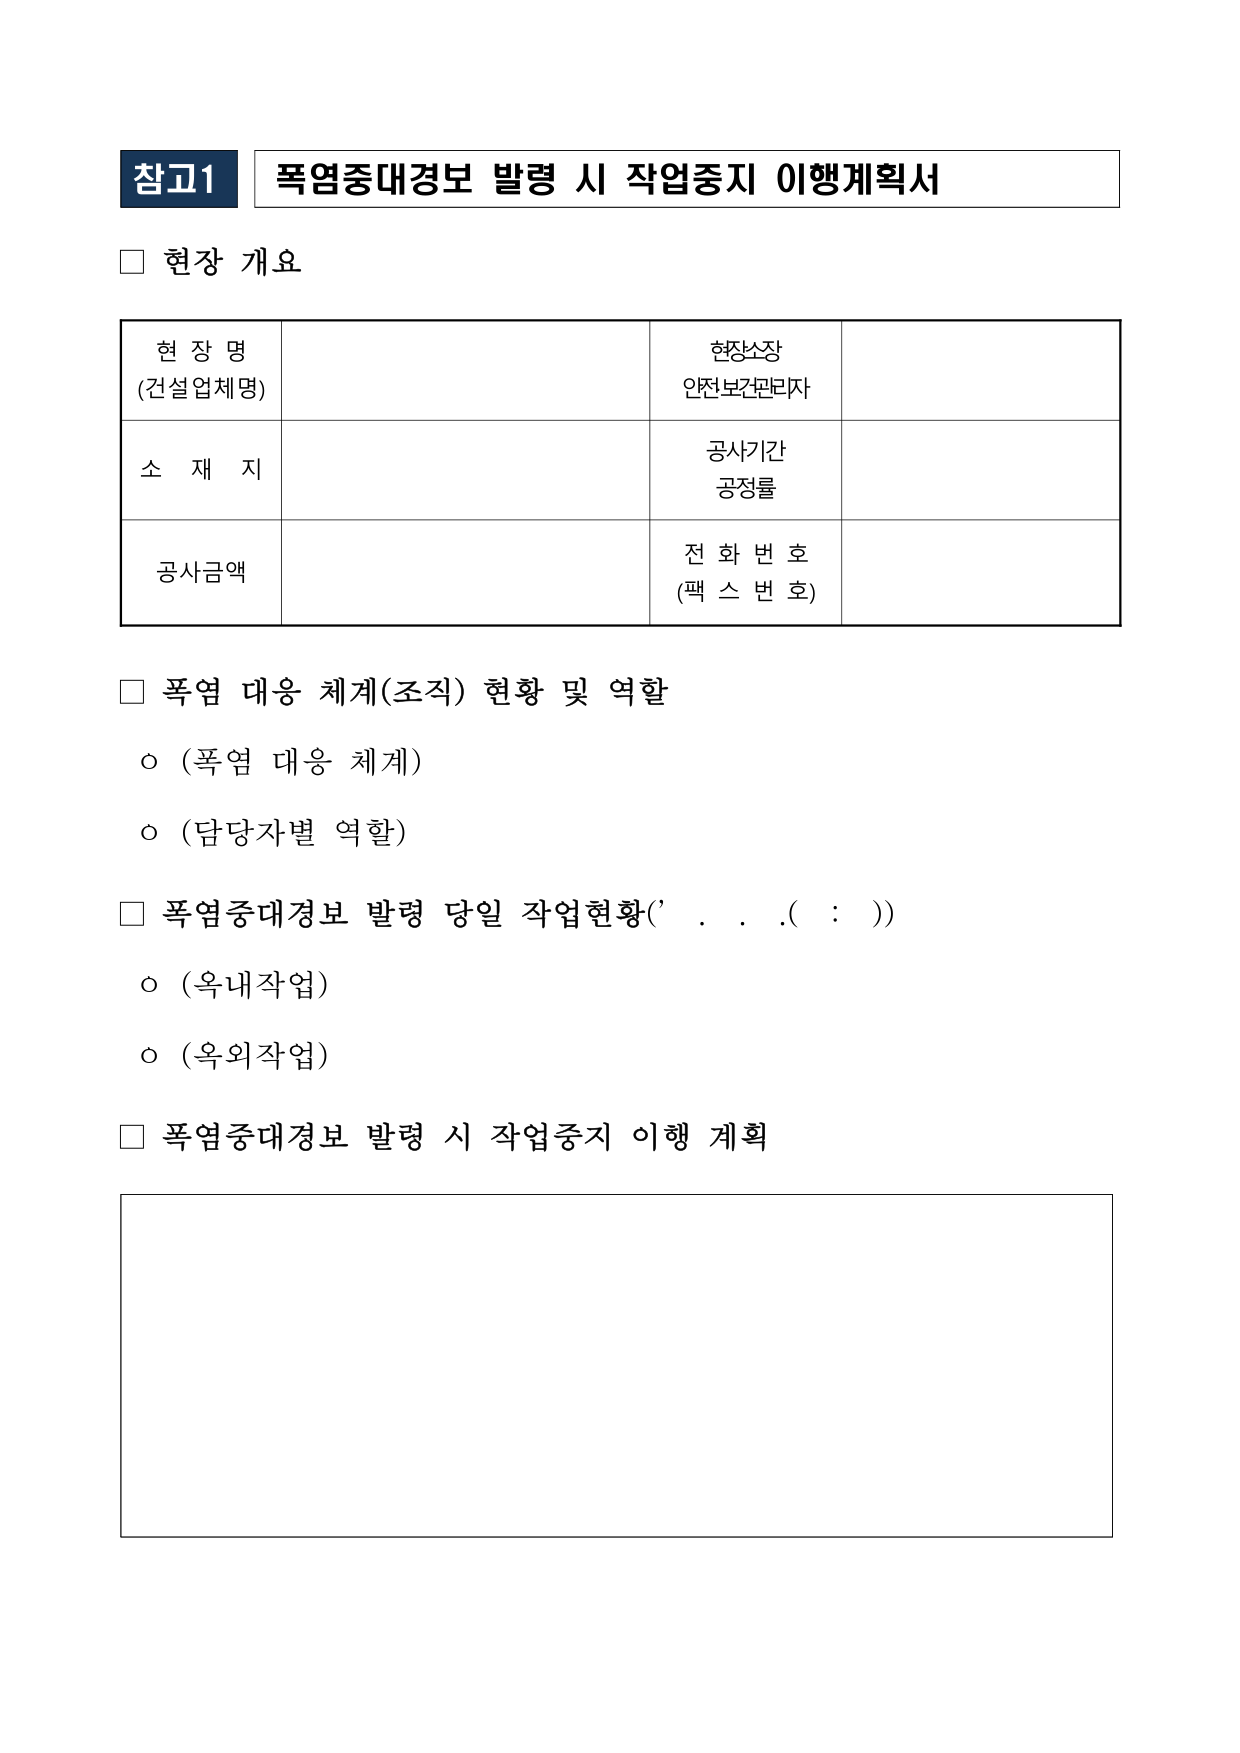 참고1 폭염중대경보 발령 시 작업중지 이행계획서
□ 현장 개요
현 장 명
(건설업체명)
현장소장
안전보건관리자
소 재 지
공사기간
공정률
공사금액
전 화 번 호
(팩 스 번 호)
□ 폭염 대응 체계(조직) 현황 및 역할
ㅇ (폭염 대응 체계)
ㅇ (담당자별 역할)
□ 폭염중대경보 발령 당일 작업현황(’ . . .( : ))
ㅇ (옥내작업)
ㅇ (옥외작업)
□ 폭염중대경보 발령 시 작업중지 이행 계획